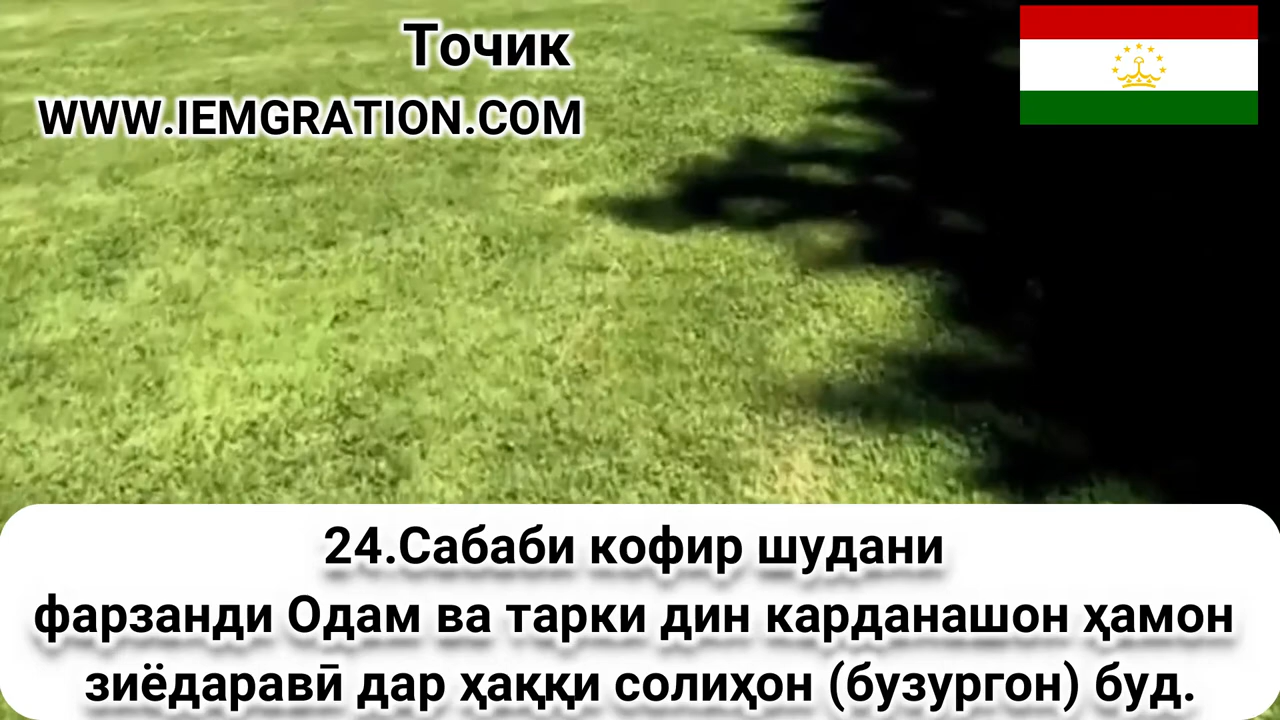 Точик
WWW.IEMGRATION.COM
24.Сабаби кофир шудани
фарзанди Одам ва тарки дин карданашон ҳамон
зиёдаравӣ дар ҳаққи солиҳон (бузургон) буд.